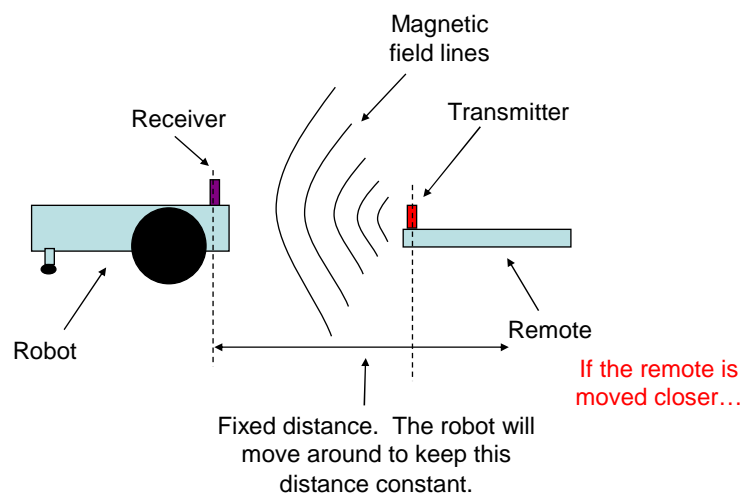 Magnetic
field lines
Transmitter
Receiver
Robot
Remote
If the remote is
moved closer…
Fixed distance.  The robot will
move around to keep this
distance constant.